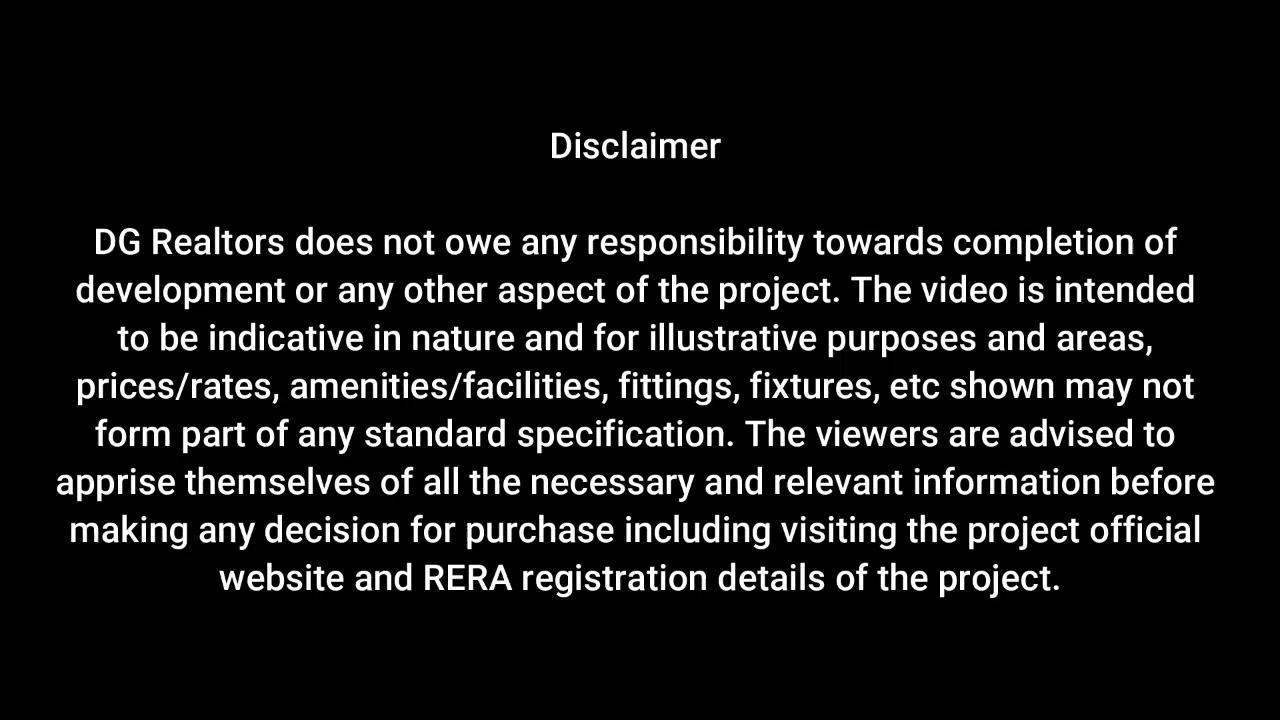 Disclaimer
DG Realtors does not owe any responsibility towards completion of
development or any other aspect of the project. The video is intended
to be indicative in nature and for illustrative purposes and areas,
prices/rates, amenities/facilities, fittings, fixtures, etc shown may not
form part of any standard specification. The viewers are advised to
apprise themselves of all the necessary and relevant information before
making any decision for purchase including visiting the project official
website and RERA registration details of the project.